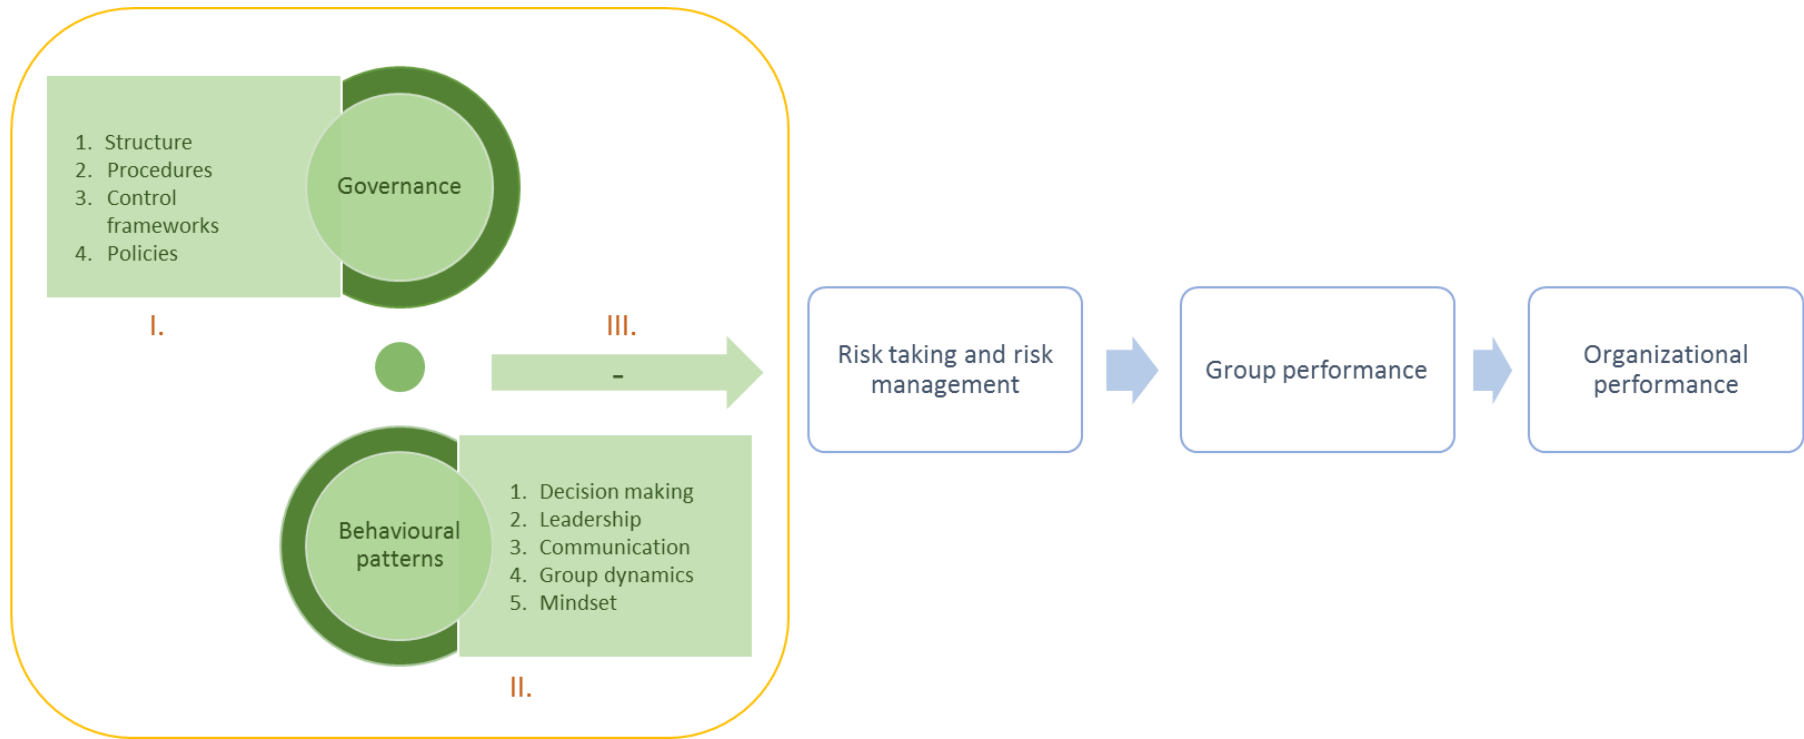 1. Structure
2. Procedures
3. Control
frameworks
4. Policies
Governance
I.
III.
-
Behavioural
patterns
1. Decision making
2. Leadership
3. Communication
4. Group dynamics
5. Mindset
II.
Risk taking and risk
management
Group performance
Organizational
performance